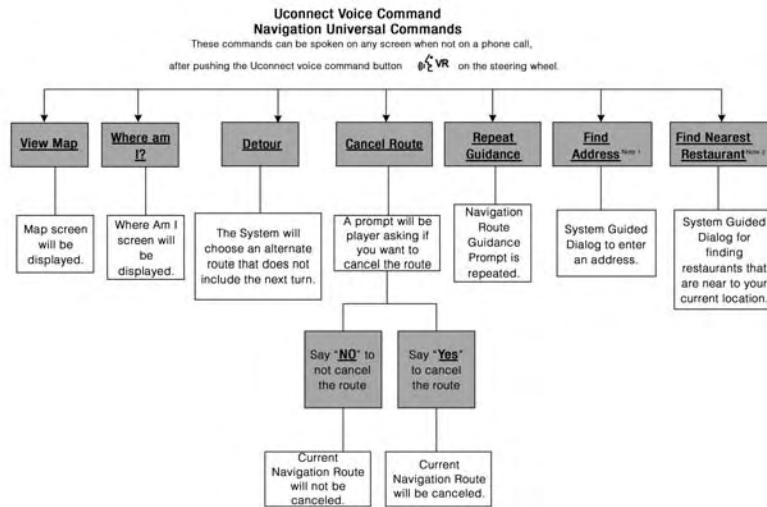 Uconnect Voice Command
Navigation Universal Commands
These commands can be spoken on any screen when not on a phone call,
after pushing the Uconnect voice command button VR on the steering wheel.
View Map
Where am
I?
Detour
Cancel Route
Repeat
Guidance
Find
Address Note 1
Find Nearest
Restaurant Note 2
Map screen
will be
displayed.
Where Am I
screen will
be
displayed.
The System will
choose an alternate
route that does not
include the next turn.
A prompt will be
player asking if
you want to
cancel the route
Navigation
Route
Guidance
Prompt is
repeated.
System Guided
Dialog to enter
an address.
System Guided
Dialog for
finding
restaurants that
are near to your
current location.
Say “NO” to
not cancel
the route
Say “Yes”
to cancel
the route
Current
Navigation Route
will not be
canceled.
Current
Navigation Route
will be canceled.